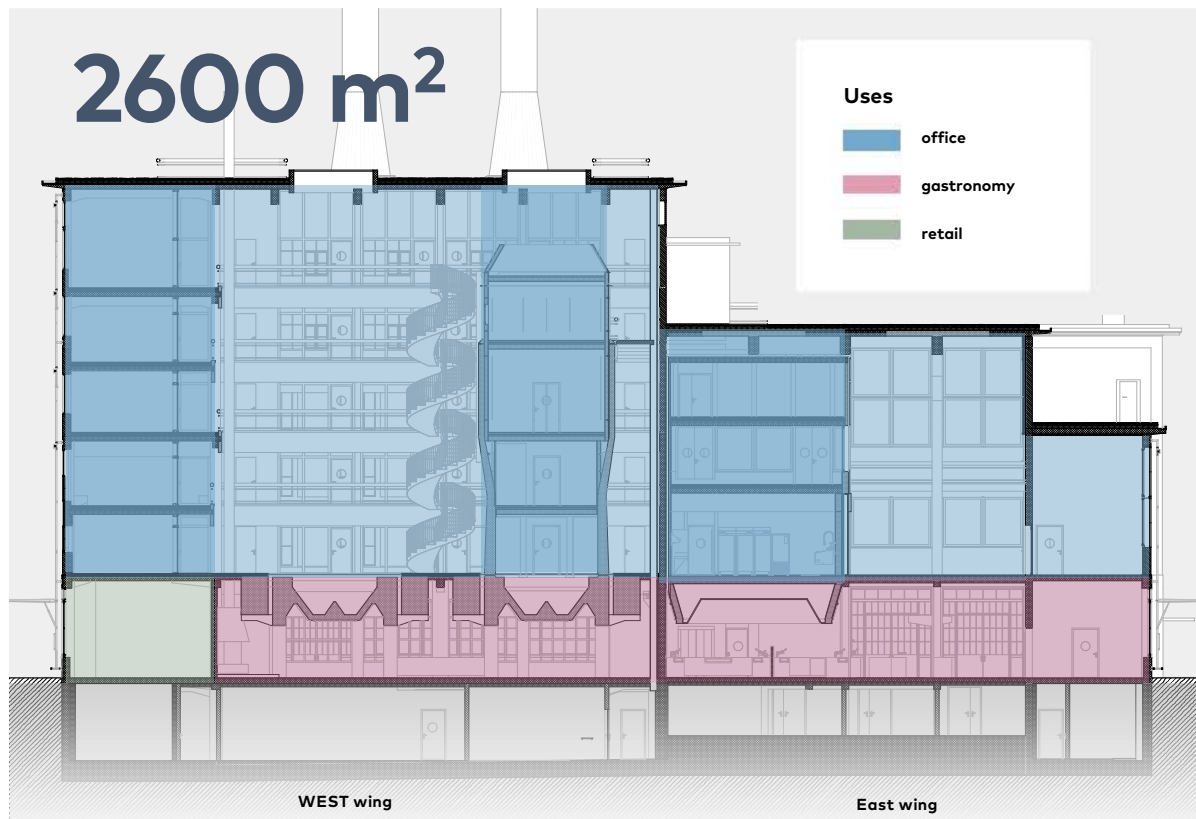 2600 m²
Uses
office
gastronomy
retail
WEST wing
East wing